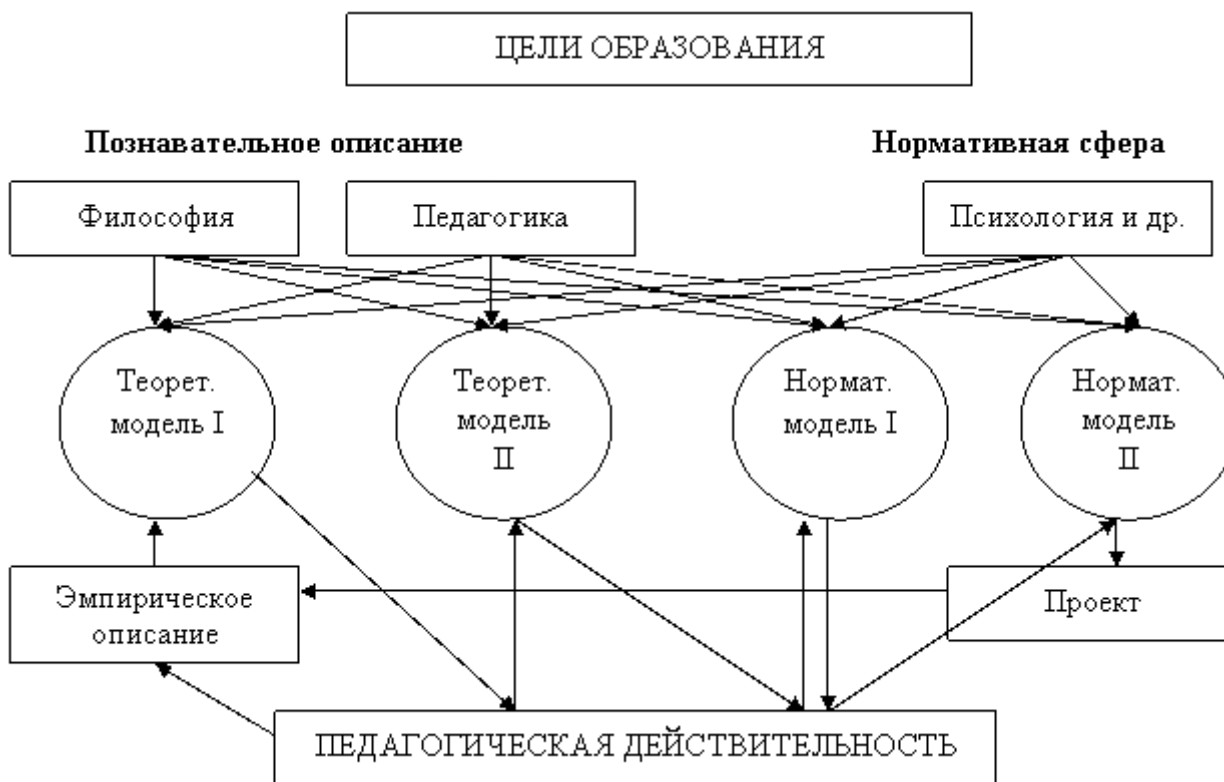 ЦЕЛИ ОБРАЗОВАНИЯ
Познавательное описание
Нормативная сфера
Философия
Педагогика
Психология и др.
Теорет.
модель I
Теорет.
модель
II
Нормат.
модель I
Нормат.
модель
II
Эмпирическое
описание
Проект
ПЕДАГОГИЧЕСКАЯ ДЕЙСТВИТЕЛЬНОСТЬ